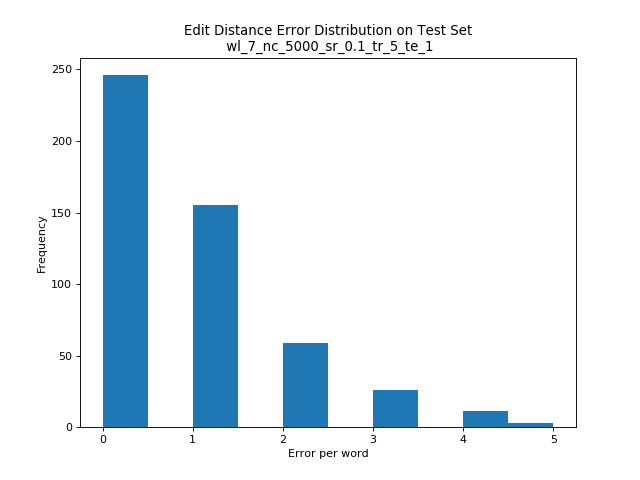 Edit Distance Error Distribution on Test Set
wl_7_nc_5000_sr_0.1_tr_5_te_1
250
200
150
100
50
0
Frequency
0 1 2 3 4 5
Error per word